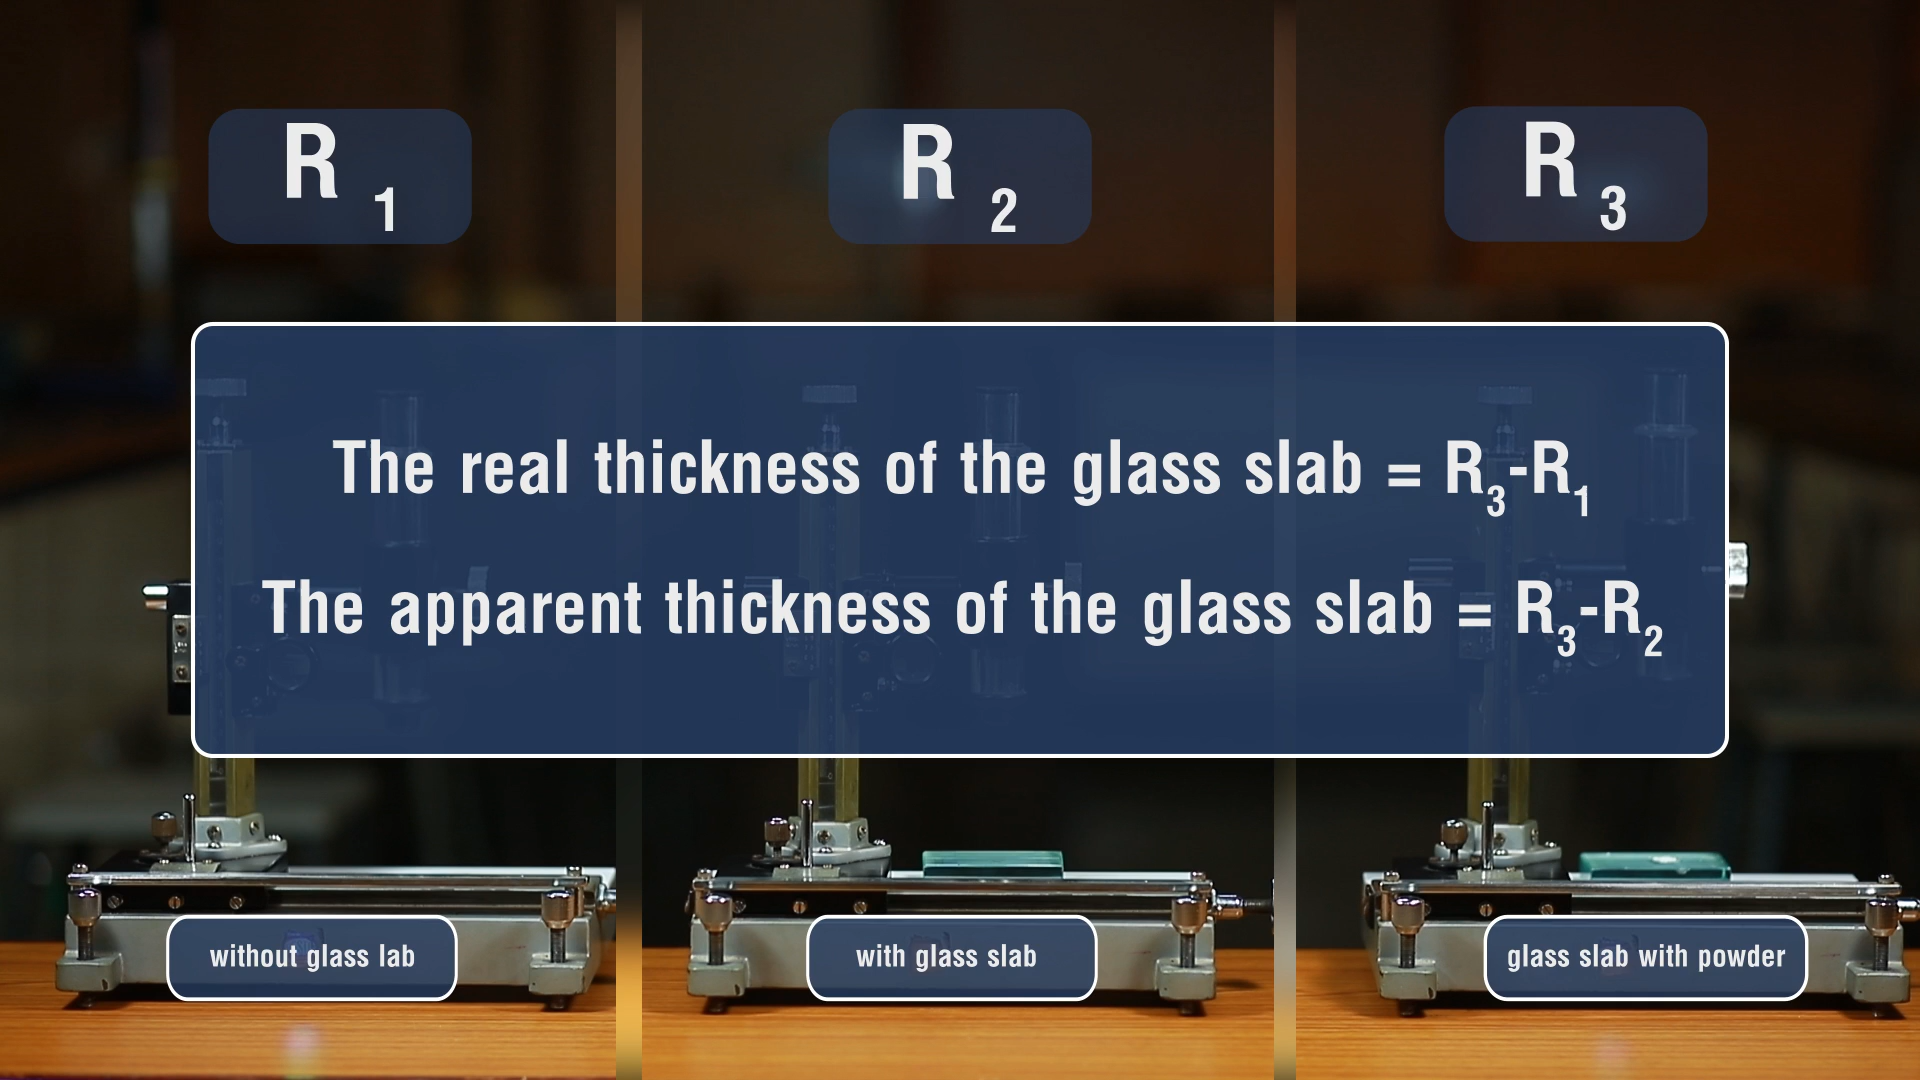 R₁
R₂
R₃
The real thickness of the glass slab = R₃-R₁
The apparent thickness of the glass slab = R₃-R₂
without glass lab
with glass slab
glass slab with powder